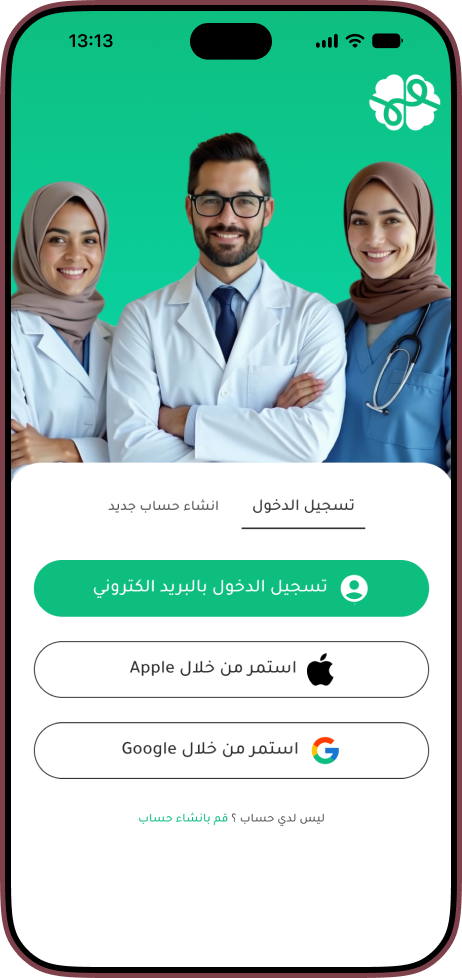 13:13
تسجيل الدخول
انشاء حساب جديد
تسجيل الدخول بالبريد الكتروني
استمر من خلال Apple
استمر من خلال Google
ليس لدي حساب ؟ قم بانشاء حساب